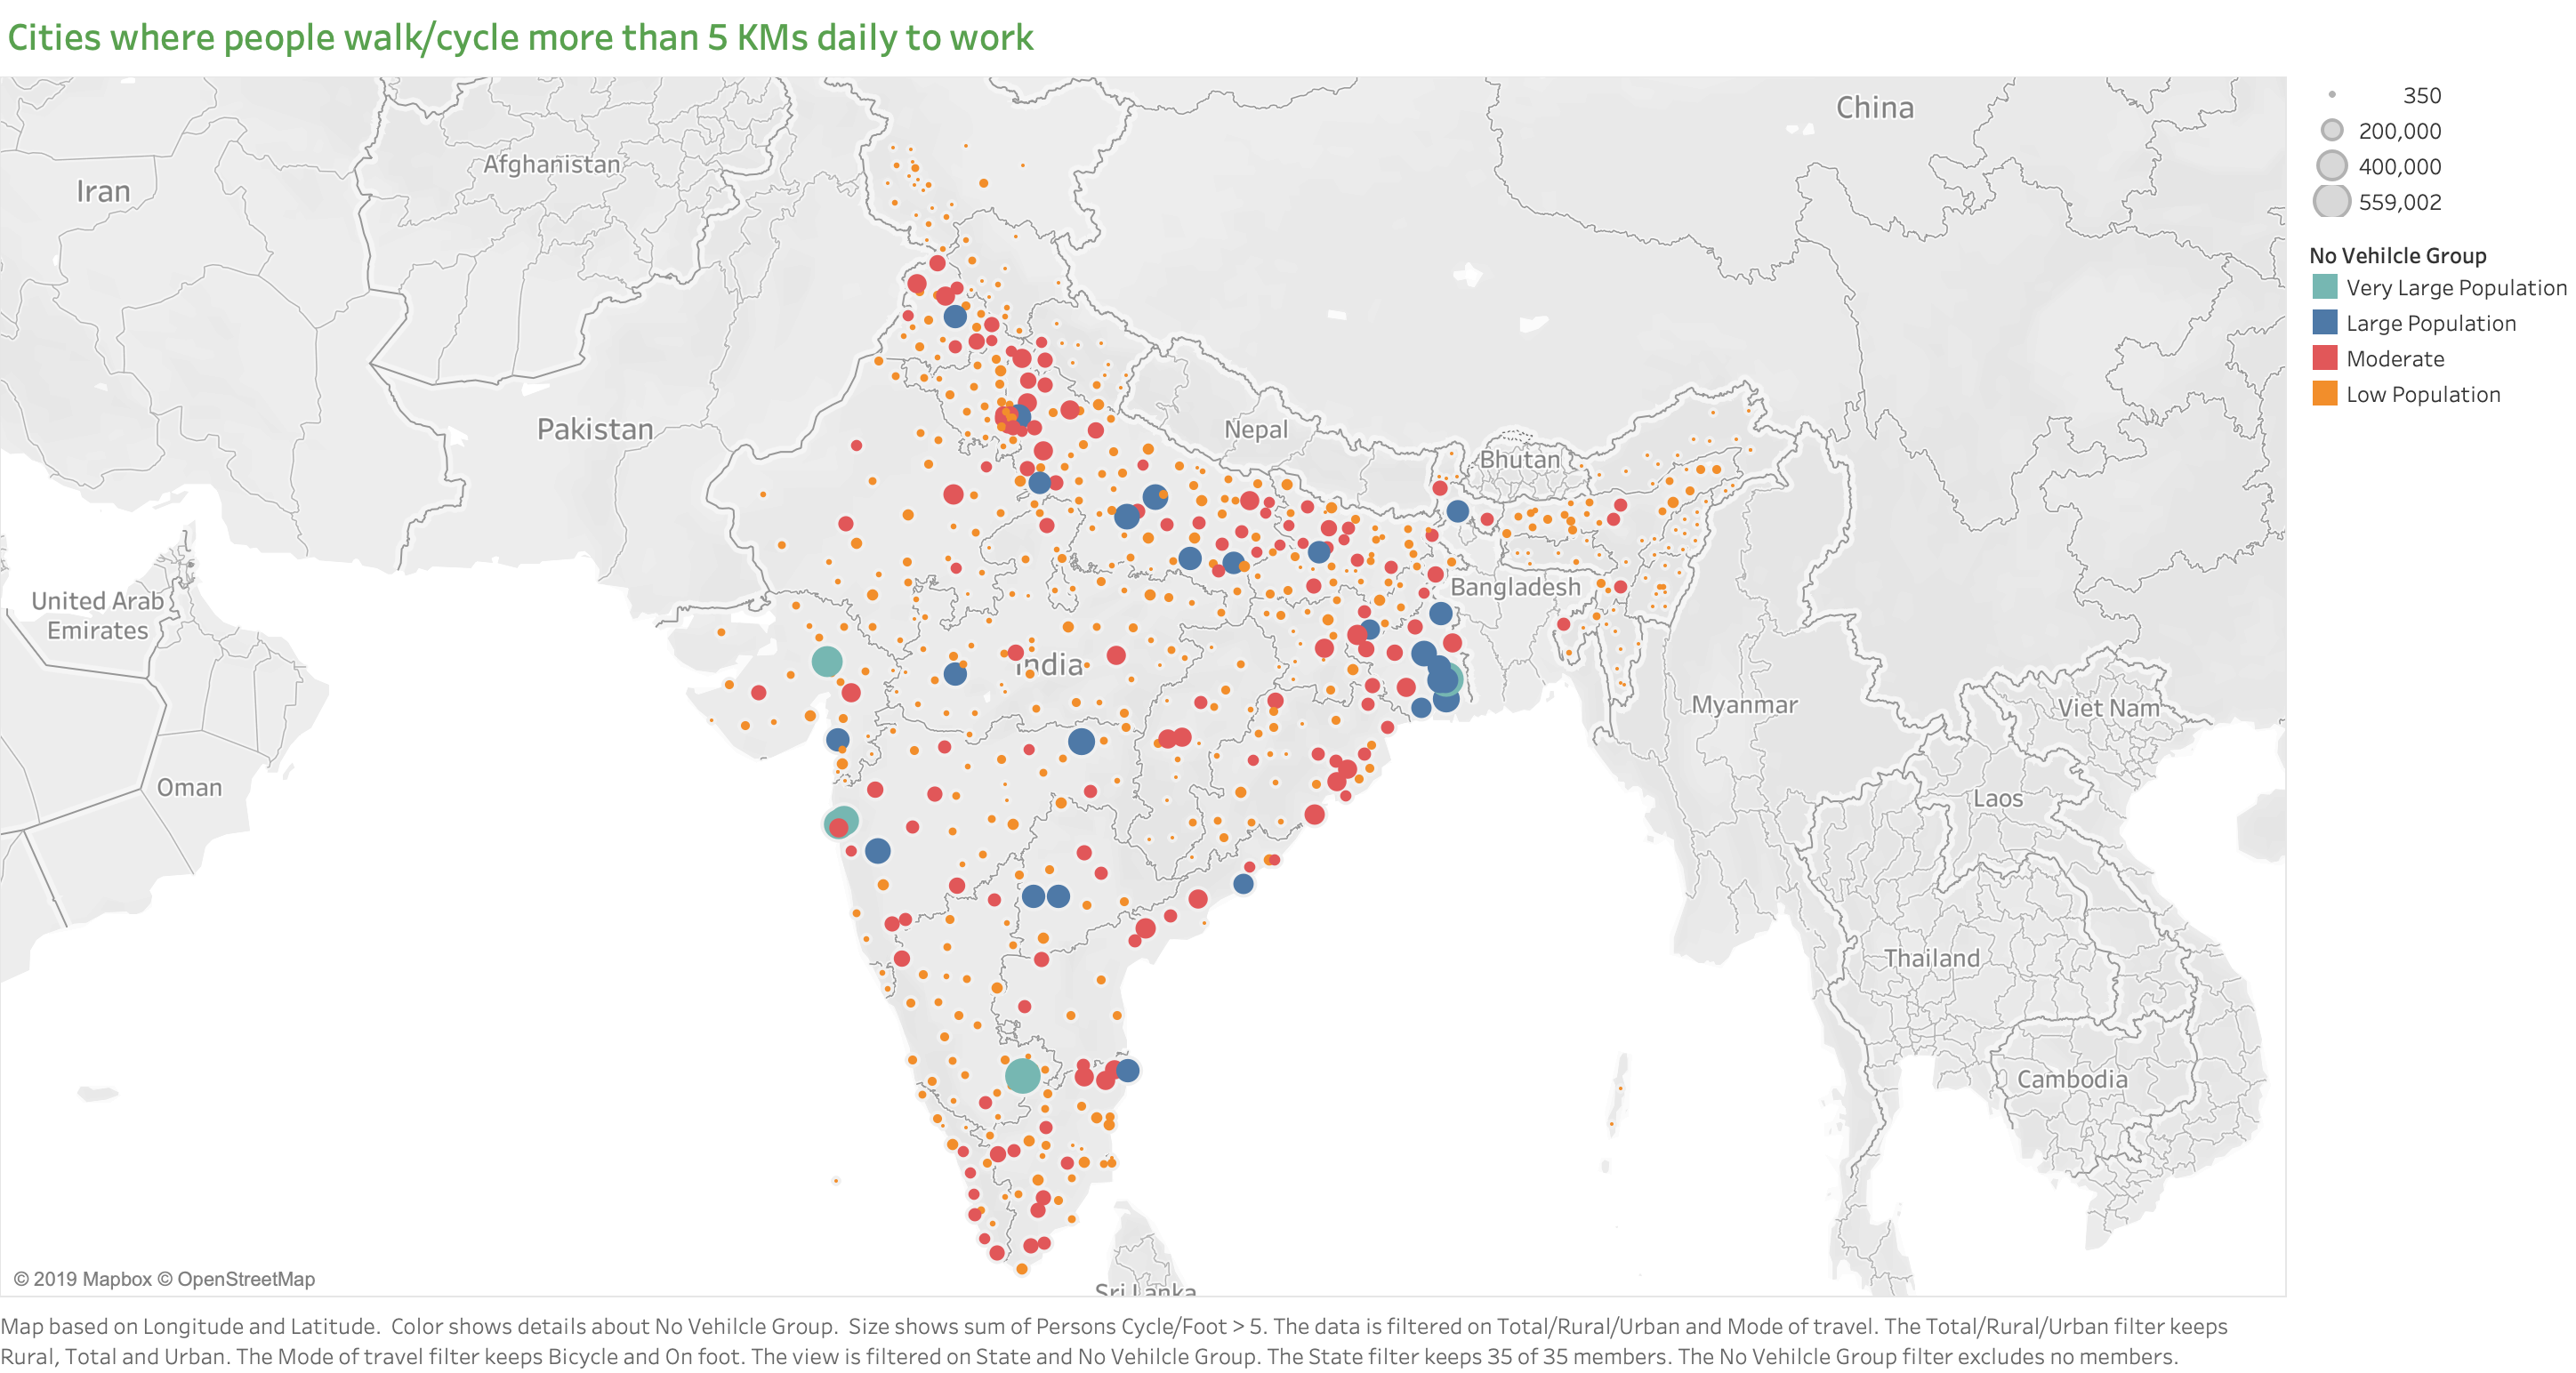 Cities where people walk/cycle more than 5 KMs daily to work
China
Afghanistan
Iran
Pakistan
Nepal
Bhutan
United Arab
Emirates
Bangladesh
India
Myanmar
Viet Nam
Oman
Laos
Thailand
Cambodia
Sri Lanka
© 2019 Mapbox © OpenStreetMap
350
200,000
400,000
559,002
No Vehilcle Group
Very Large Population
Large Population
Moderate
Low Population
Map based on Longitude and Latitude. Color shows details about No Vehilcle Group. Size shows sum of Persons Cycle/Foot > 5. The data is filtered on Total/Rural/Urban and Mode of travel. The Total/Rural/Urban filter keeps
Rural, Total and Urban. The Mode of travel filter keeps Bicycle and On foot. The view is filtered on State and No Vehilcle Group. The State filter keeps 35 of 35 members. The No Vehilcle Group filter excludes no members.